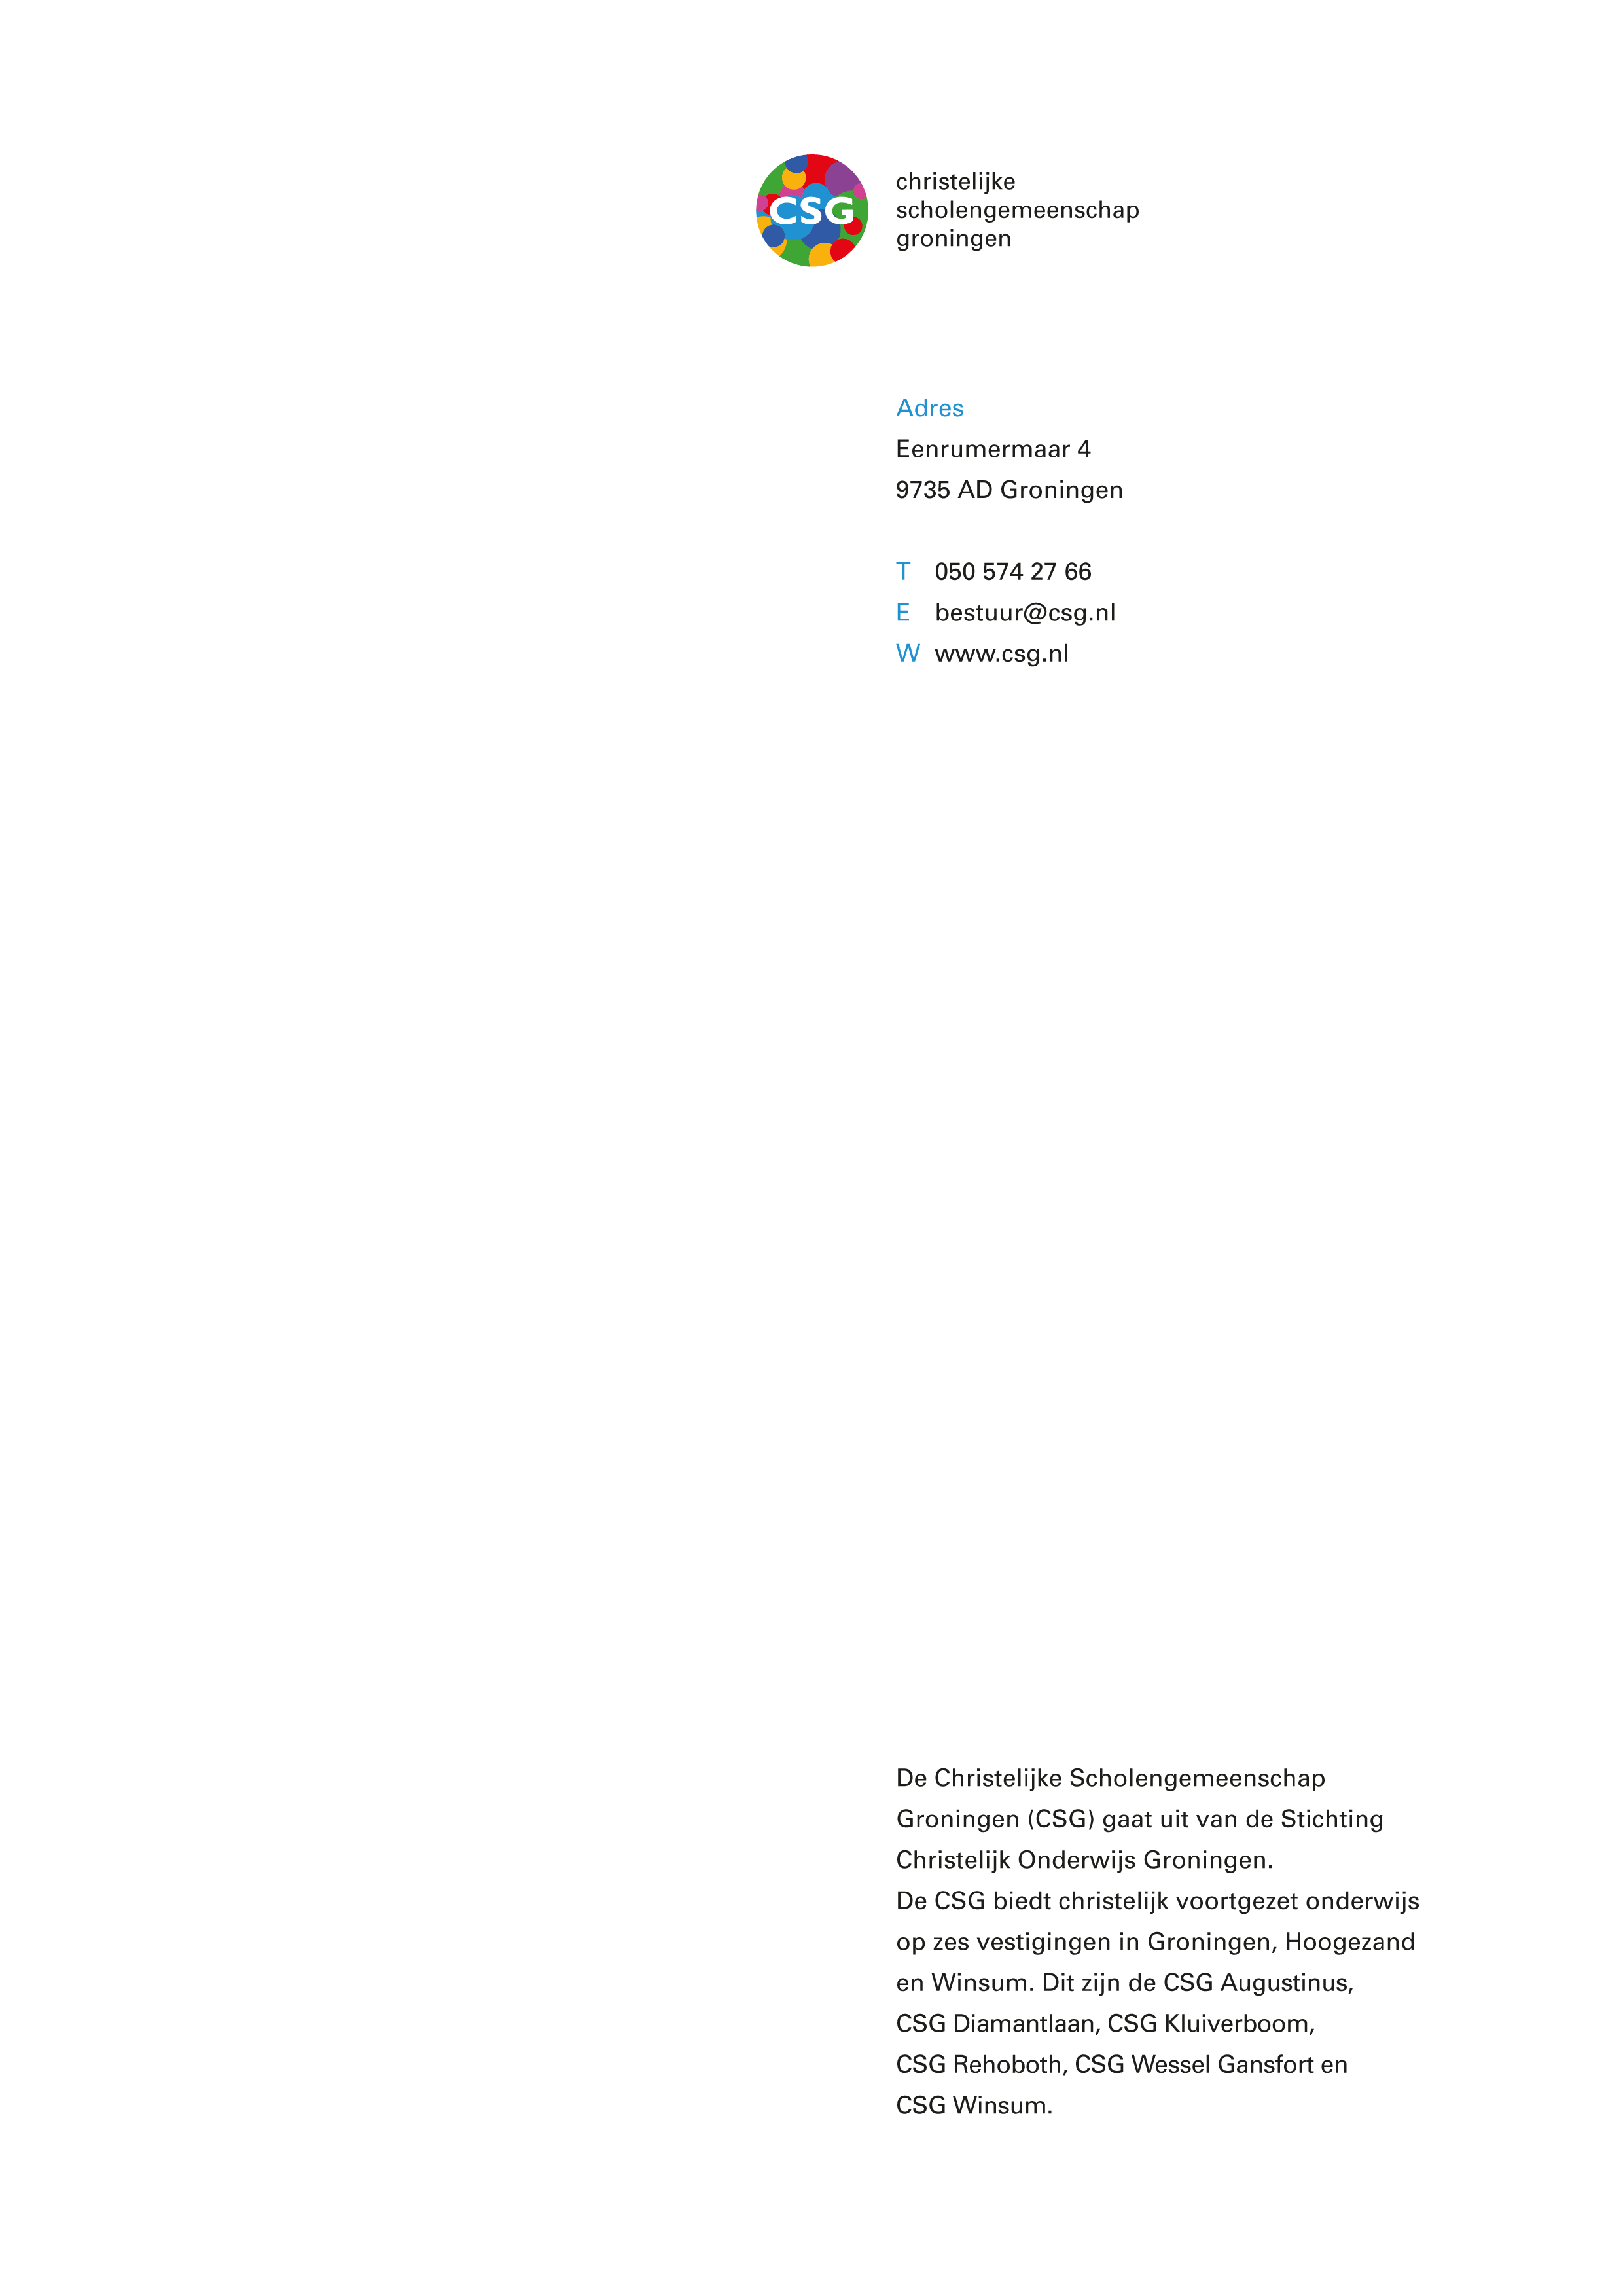 CSG
christelijke
scholengemeenschap
groningen
Adres
Eenrumermaar 4
9735 AD Groningen
T 050 574 27 66
E bestuur@csg.nl
W www.csg.nl
De Christelijke Scholengemeenschap
Groningen (CSG) gaat uit van de Stichting
Christelijk Onderwijs Groningen.
De CSG biedt christelijk voortgezet onderwijs
op zes vestigingen in Groningen, Hoogezand
en Winsum. Dit zijn de CSG Augustinus,
CSG Diamantlaan, CSG Kluiverboom,
CSG Rehoboth, CSG Wessel Gansfort en
CSG Winsum.